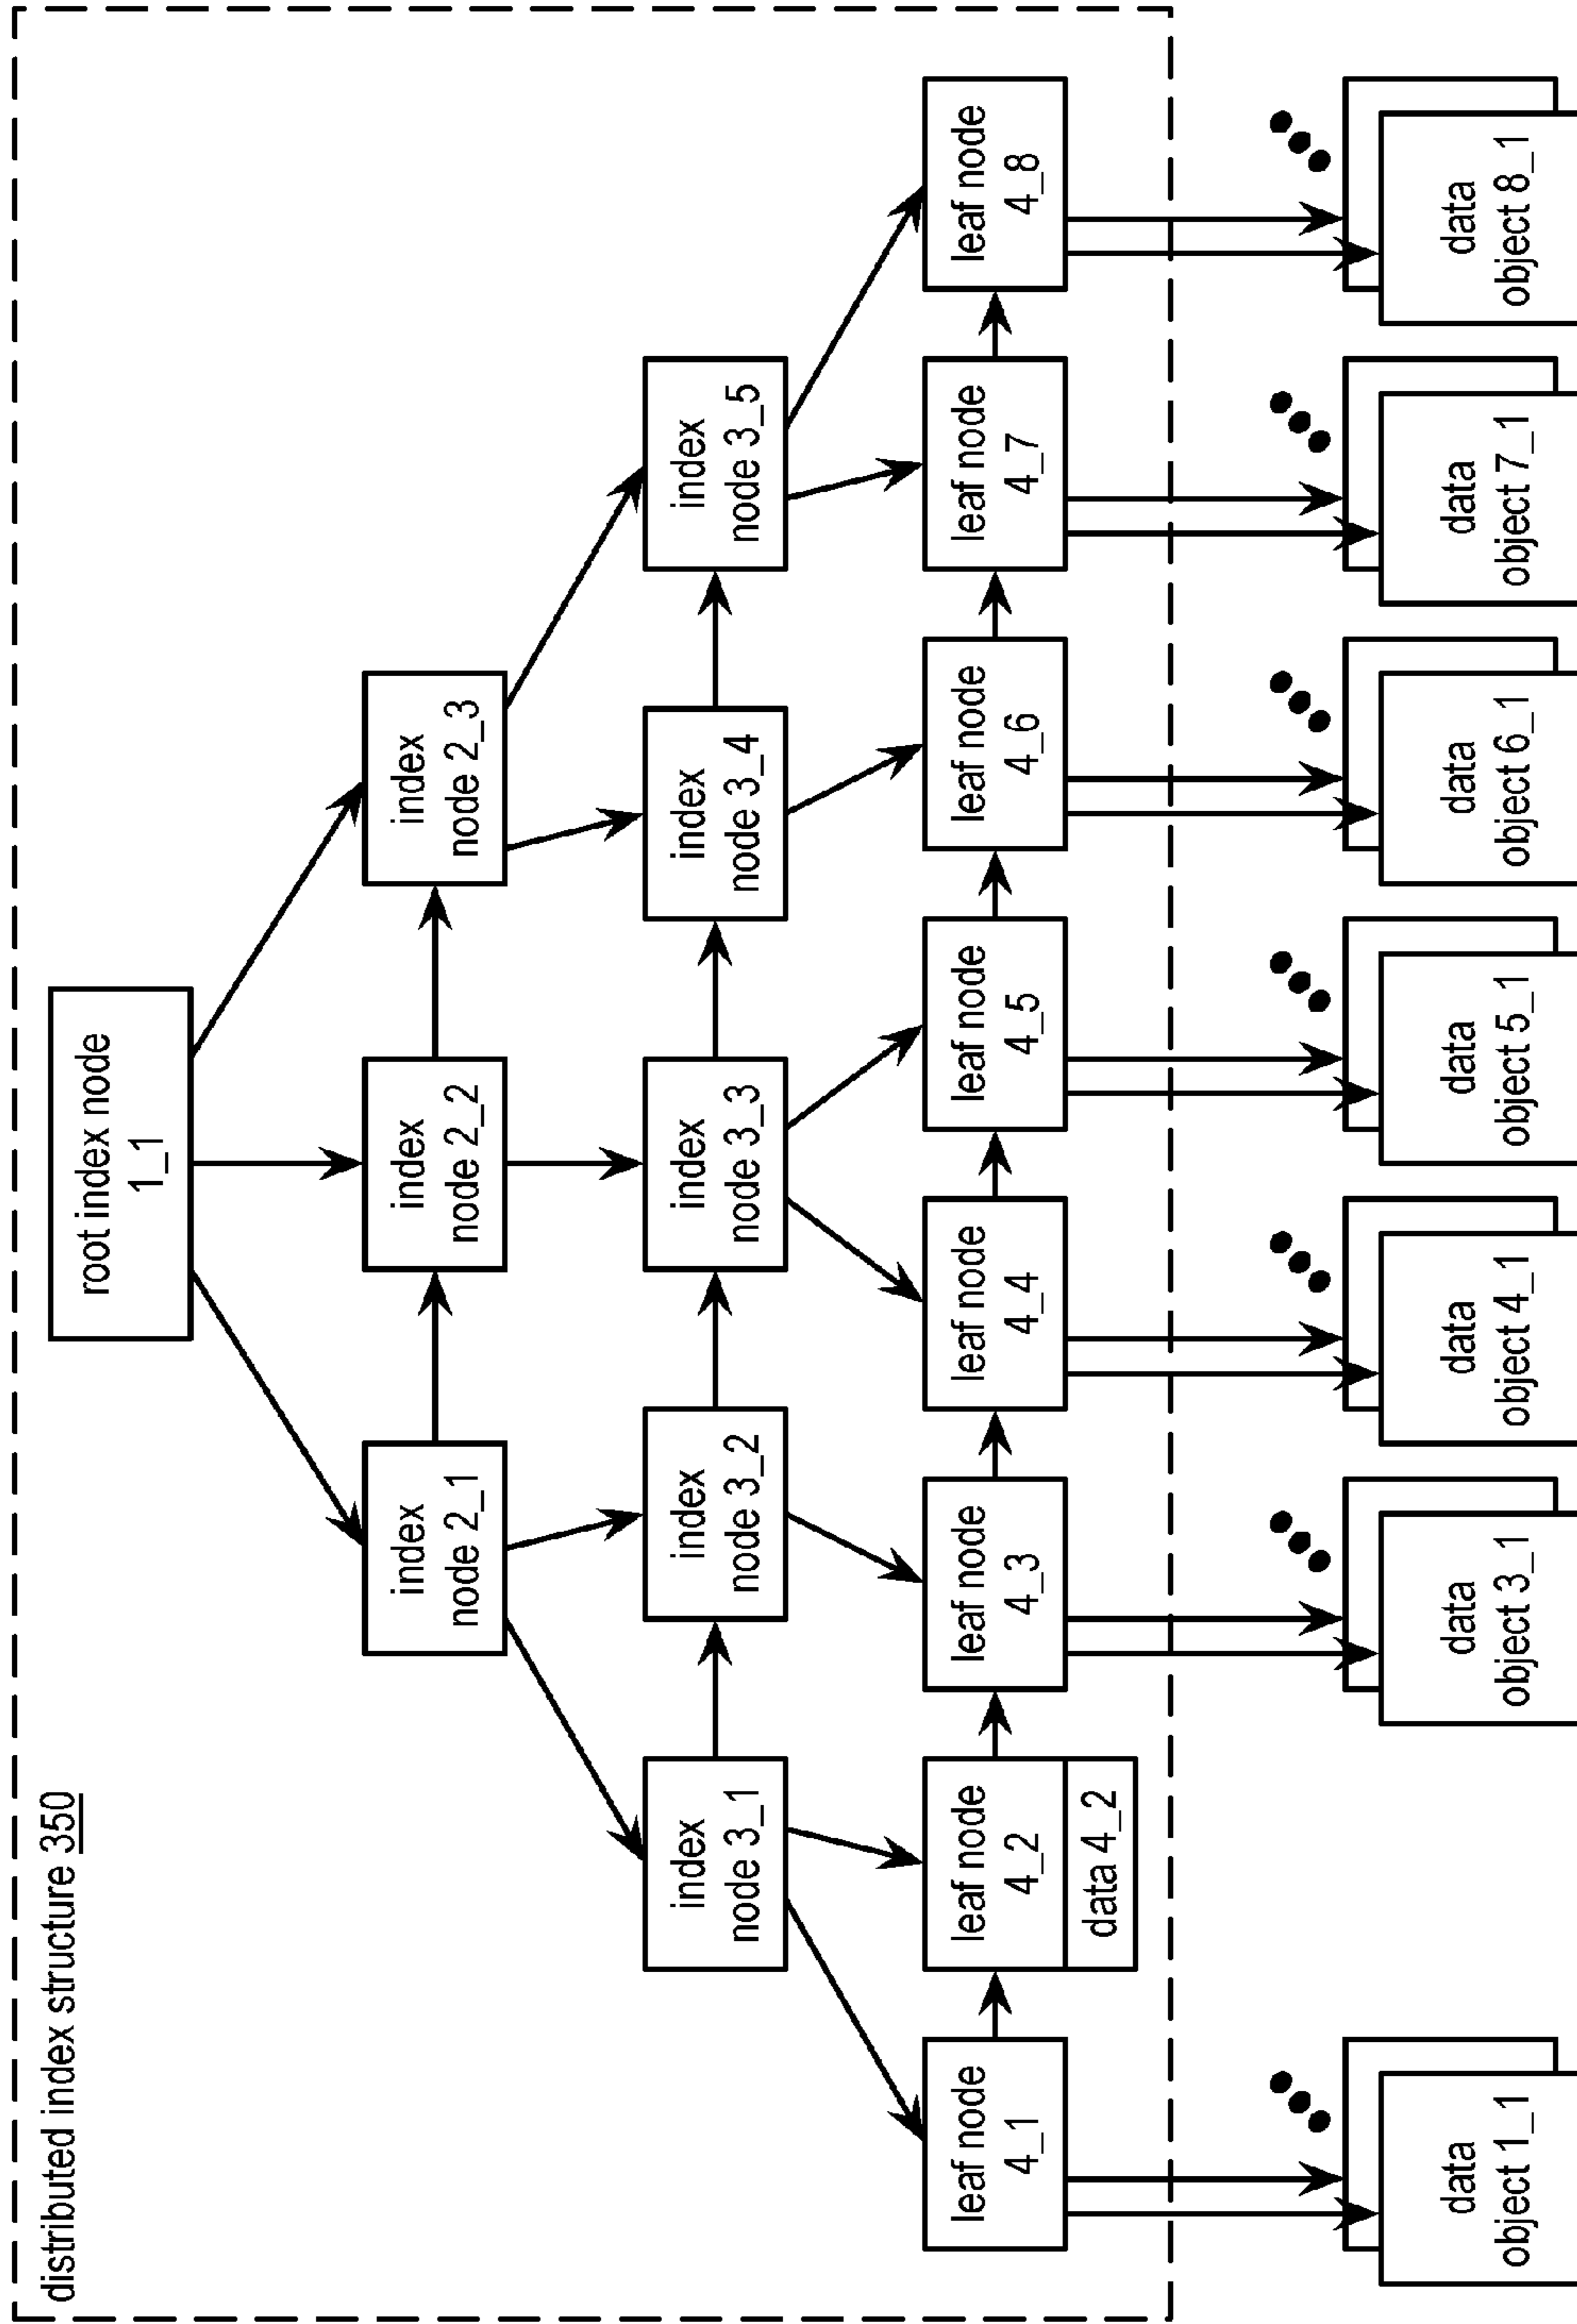 distributed index structure 350
root index node
1_1
index
node 2_1
index
node 2_2
index
node 2_3
index
node 3_1
index
node 3_2
index
node 3_3
index
node 3_4
index
node 3_5
leaf node
4_1
leaf node
4_2
data 4_2
leaf node
4_3
leaf node
4_4
leaf node
4_5
leaf node
4_6
leaf node
4_7
leaf node
4_8
data
object 1_1
data
object 3_1
data
object 4_1
data
object 5_1
data
object 6_1
data
object 7_1
data
object 8_1